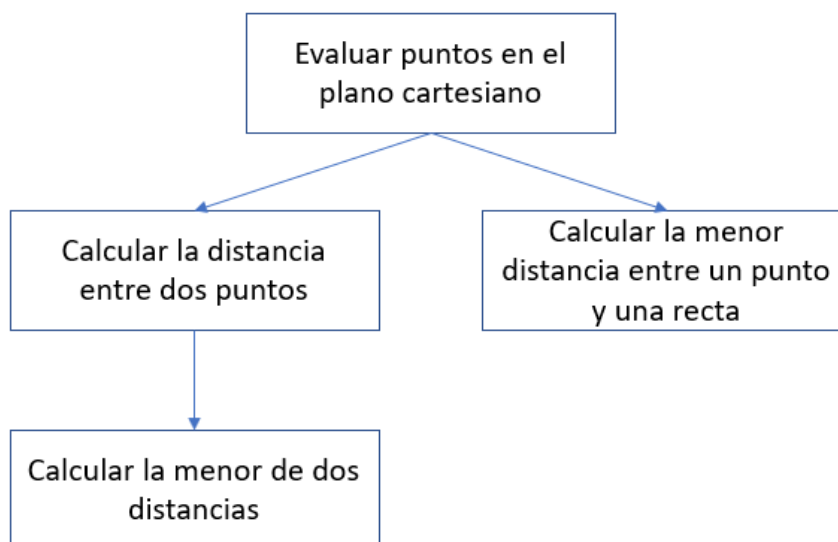 Evaluar puntos en el
plano cartesiano
Calcular la distancia
entre dos puntos
Calcular la menor
distancia entre un punto
y una recta
Calcular la menor de dos
distancias